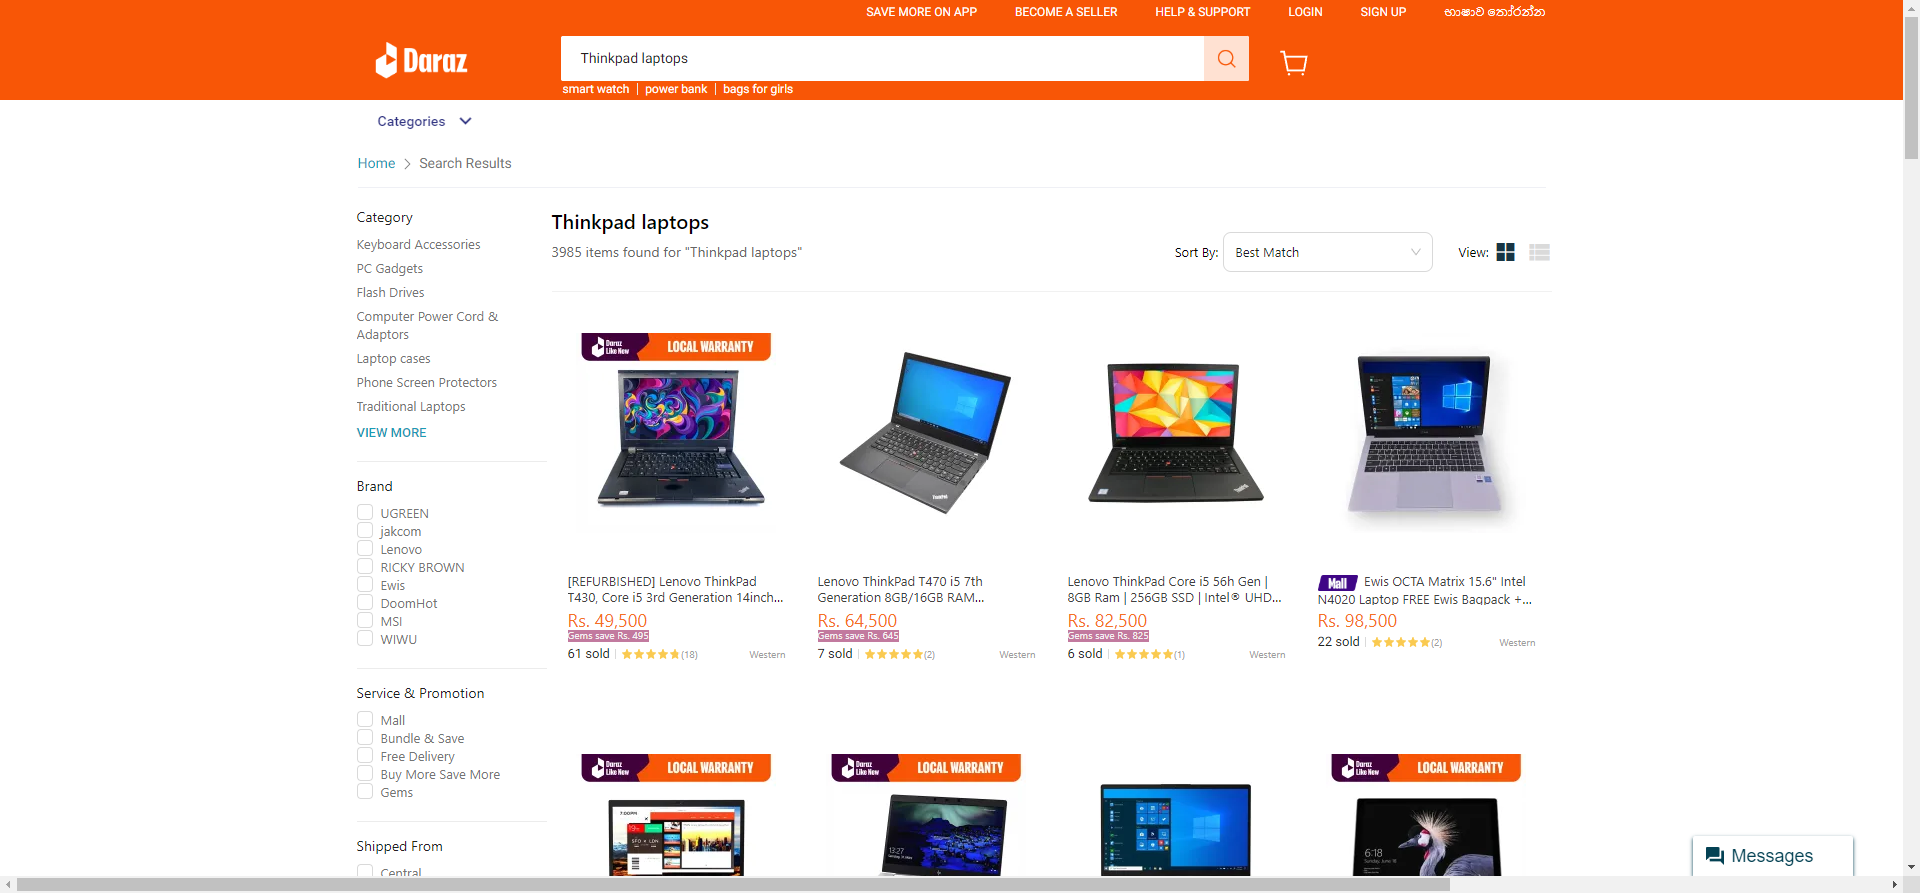 SAVE MORE ON APP
BECOME A SELLER
HELP & SUPPORT
LOGIN
SIGN UP
භාෂාව තෝරන්න
Daraz
Thinkpad laptops
smart watch
power bank
bags for girls
Categories
Home
Search Results
Category
Keyboard Accessories
PC Gadgets
Flash Drives
Computer Power Cord &
Adaptors
Laptop cases
Phone Screen Protectors
Traditional Laptops
VIEW MORE
Brand
UGREEN
jakcom
Lenovo
RICKY BROWN
Ewis
DoomHot
MSI
WIWU
Service & Promotion
Mall
Bundle & Save
Free Delivery
Buy More Save More
Gems
Shipped From
Central
Thinkpad laptops
3985 items found for "Thinkpad laptops"
Sort By:
Best Match
View:
Daraz
Like New
LOCAL WARRANTY
[REFURBISHED] Lenovo ThinkPad
T430, Core i5 3rd Generation 14inch...
Rs. 49,500
Gems save Rs. 495
61 sold
(18)
Western
Lenovo ThinkPad T470 i5 7th
Generation 8GB/16GB RAM...
Rs. 64,500
Gems save Rs. 645
7 sold
(2)
Western
Lenovo ThinkPad Core i5 56h Gen |
8GB Ram | 256GB SSD | Intel® UHD...
Rs. 82,500
Gems save Rs. 825
6 sold
(1)
Western
Mall Ewis OCTA Matrix 15.6" Intel
N4020 Laptop FREE Ewis Bagpack +...
Rs. 98,500
22 sold
(2)
Western
Daraz
Like New
LOCAL WARRANTY
7:00PM
SFO
LDN
Daraz
Like New
LOCAL WARRANTY
13:27
Daraz
Like New
LOCAL WARRANTY
6:18
Messages